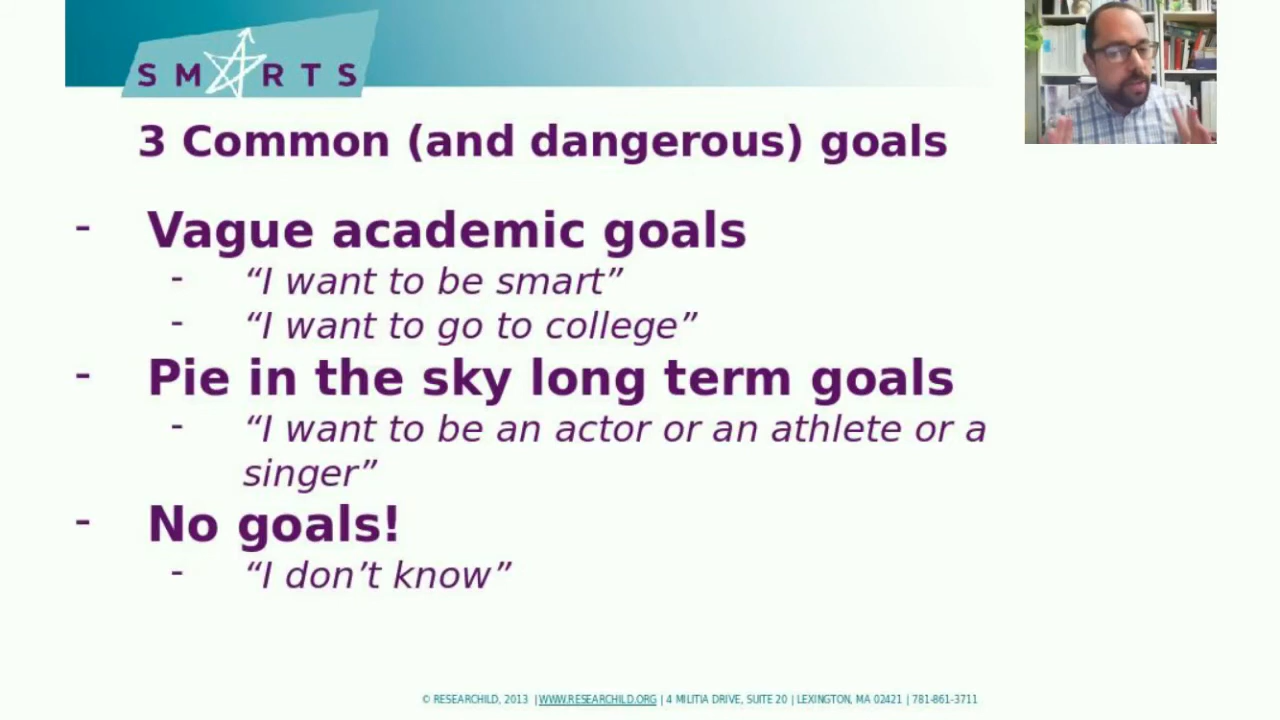 SMARTS
3 Common (and dangerous) goals
- Vague academic goals
- “I want to be smart”
- “I want to go to college”
- Pie in the sky long term goals
- “I want to be an actor or an athlete or a
singer”
- No goals!
- “I don’t know”
© RESEARCHILD, 2013 | WWW.RESEARCHILD.ORG | 4 MILITIA DRIVE, SUITE 20 | LEXINGTON, MA 02421 | 781-861-3711